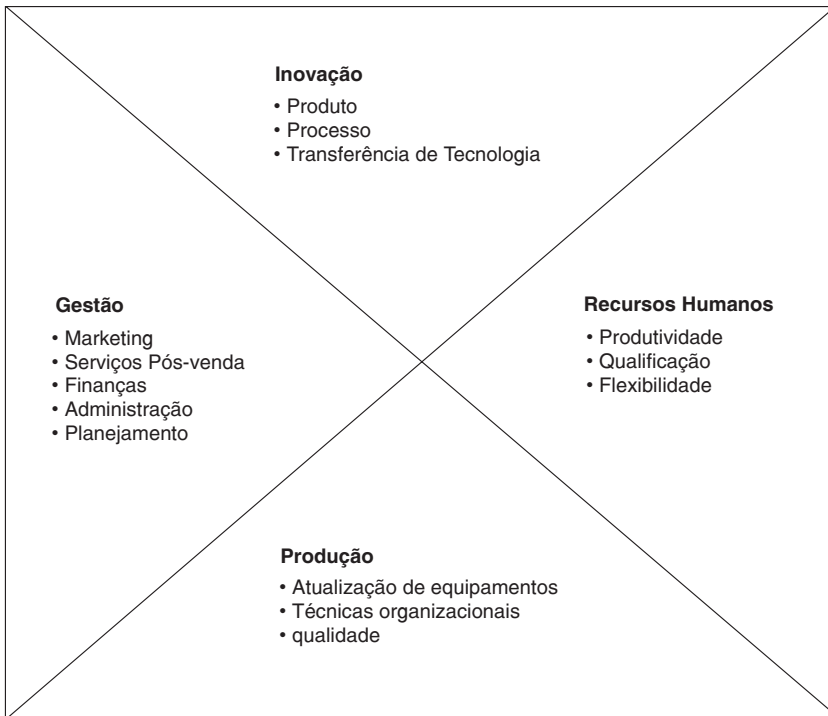 Inovação
• Produto
• Processo
• Transferência de Tecnologia
Gestão
• Marketing
• Serviços Pós-venda
• Finanças
• Administração
• Planejamento
Recursos Humanos
• Produtividade
• Qualificação
• Flexibilidade
Produção
• Atualização de equipamentos
• Técnicas organizacionais
• qualidade